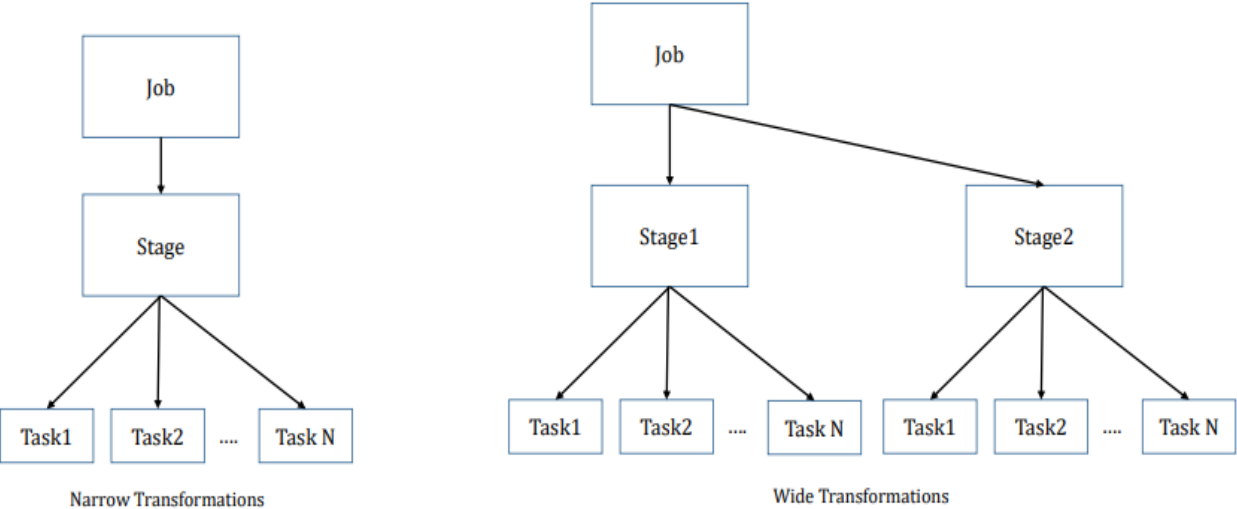 Job
Stage
Task1 Task2 .... Task N
Narrow Transformations
Job
Stage1 Stage2
Task1 Task2 .... Task N Task1 Task2 .... Task N
Wide Transformations